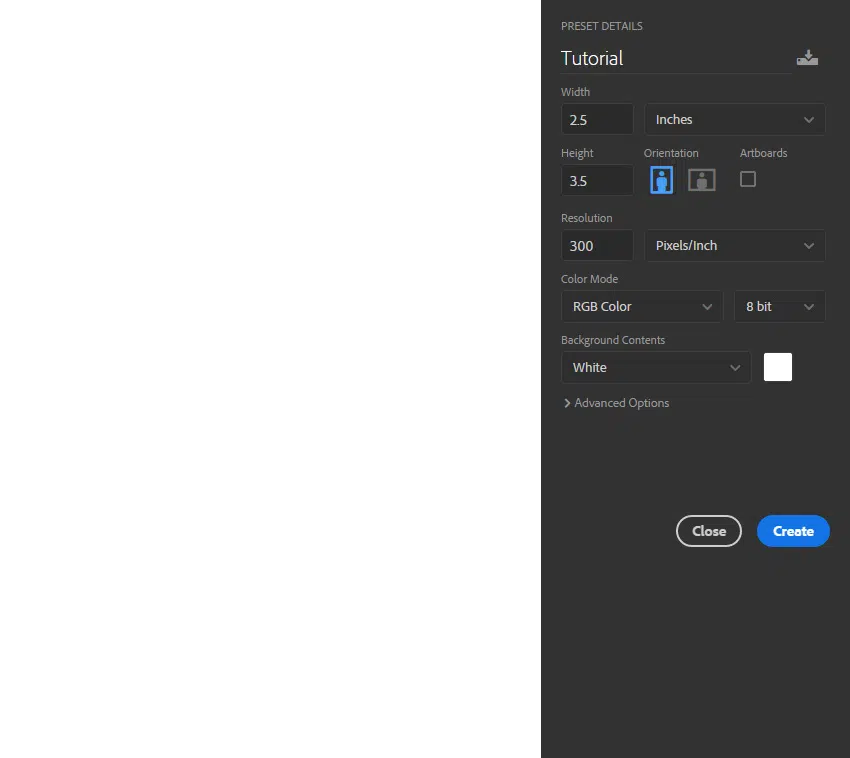 PRESET DETAILS
Tutorial
Width
2.5 Inches
Height Orientation Artboards
3.5
Resolution
300 Pixels/Inch
Color Mode
RGB Color 8 bit
Background Contents
White
Advanced Options
Close Create